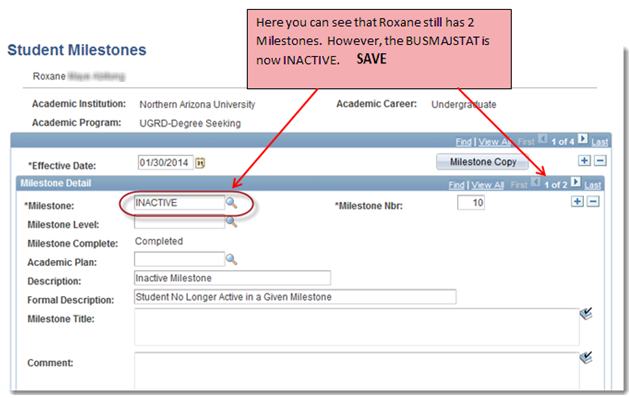 Here you can see that Roxane still has 2
Milestones. However, the BUSMAJSTAT is
now INACTIVE. SAVE
Student Milestones
Roxane
Academic Institution: Northern Arizona University Academic Career: Undergraduate
Academic Program: UGRD-Degree Seeking
Find | View All First 1 of 4 Last
*Effective Date: 01/30/2014 Milestone Copy
Milestone Detail Find | View All First 1 of 2 Last
*Milestone: INACTIVE *Milestone Nbr: 10
Milestone Level:
Milestone Complete: Completed
Academic Plan:
Description: Inactive Milestone
Formal Description: Student No Longer Active in a Given Milestone
Milestone Title:
Comment: